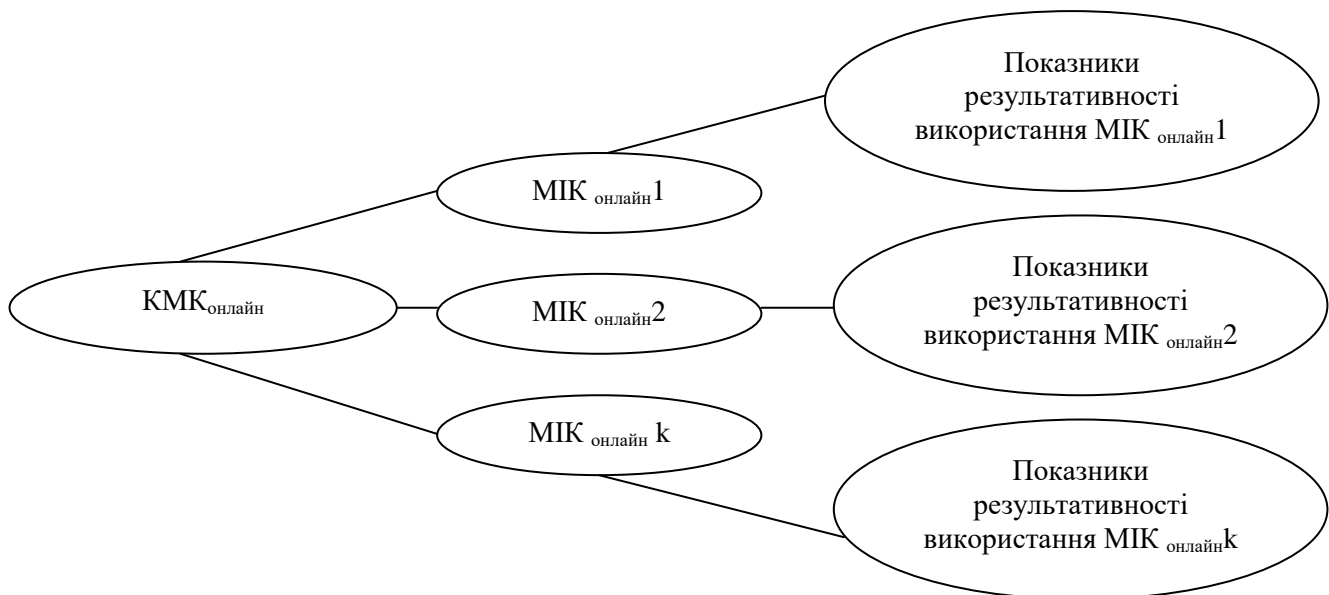 Показники
результативності
використання МІК онлайн1
МІК онлайн1
КМКонлайн
МІК онлайн2
Показники
результативності
використання МІК онлайн2
МІК онлайн k
Показники
результативності
використання МІК онлайнk